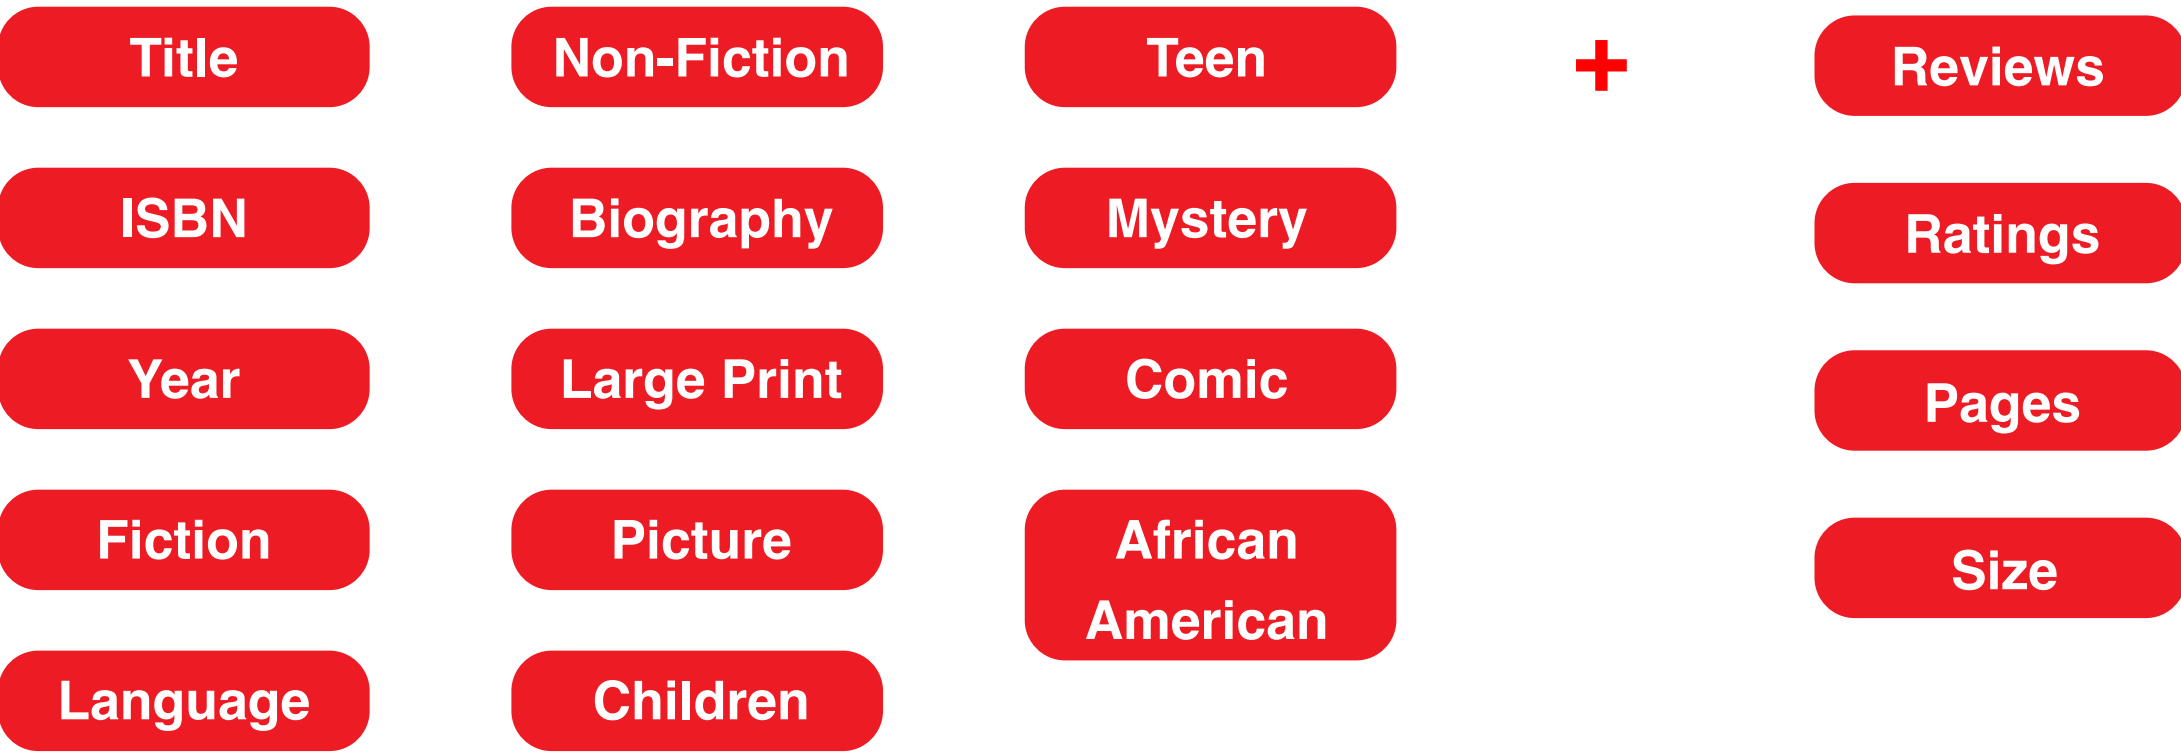 Title
ISBN
Year
Fiction
Language
Non-Fiction
Biography
Large Print
Picture
Children
Teen
Mystery
Comic
African
American
+
Reviews
Ratings
Pages
Size